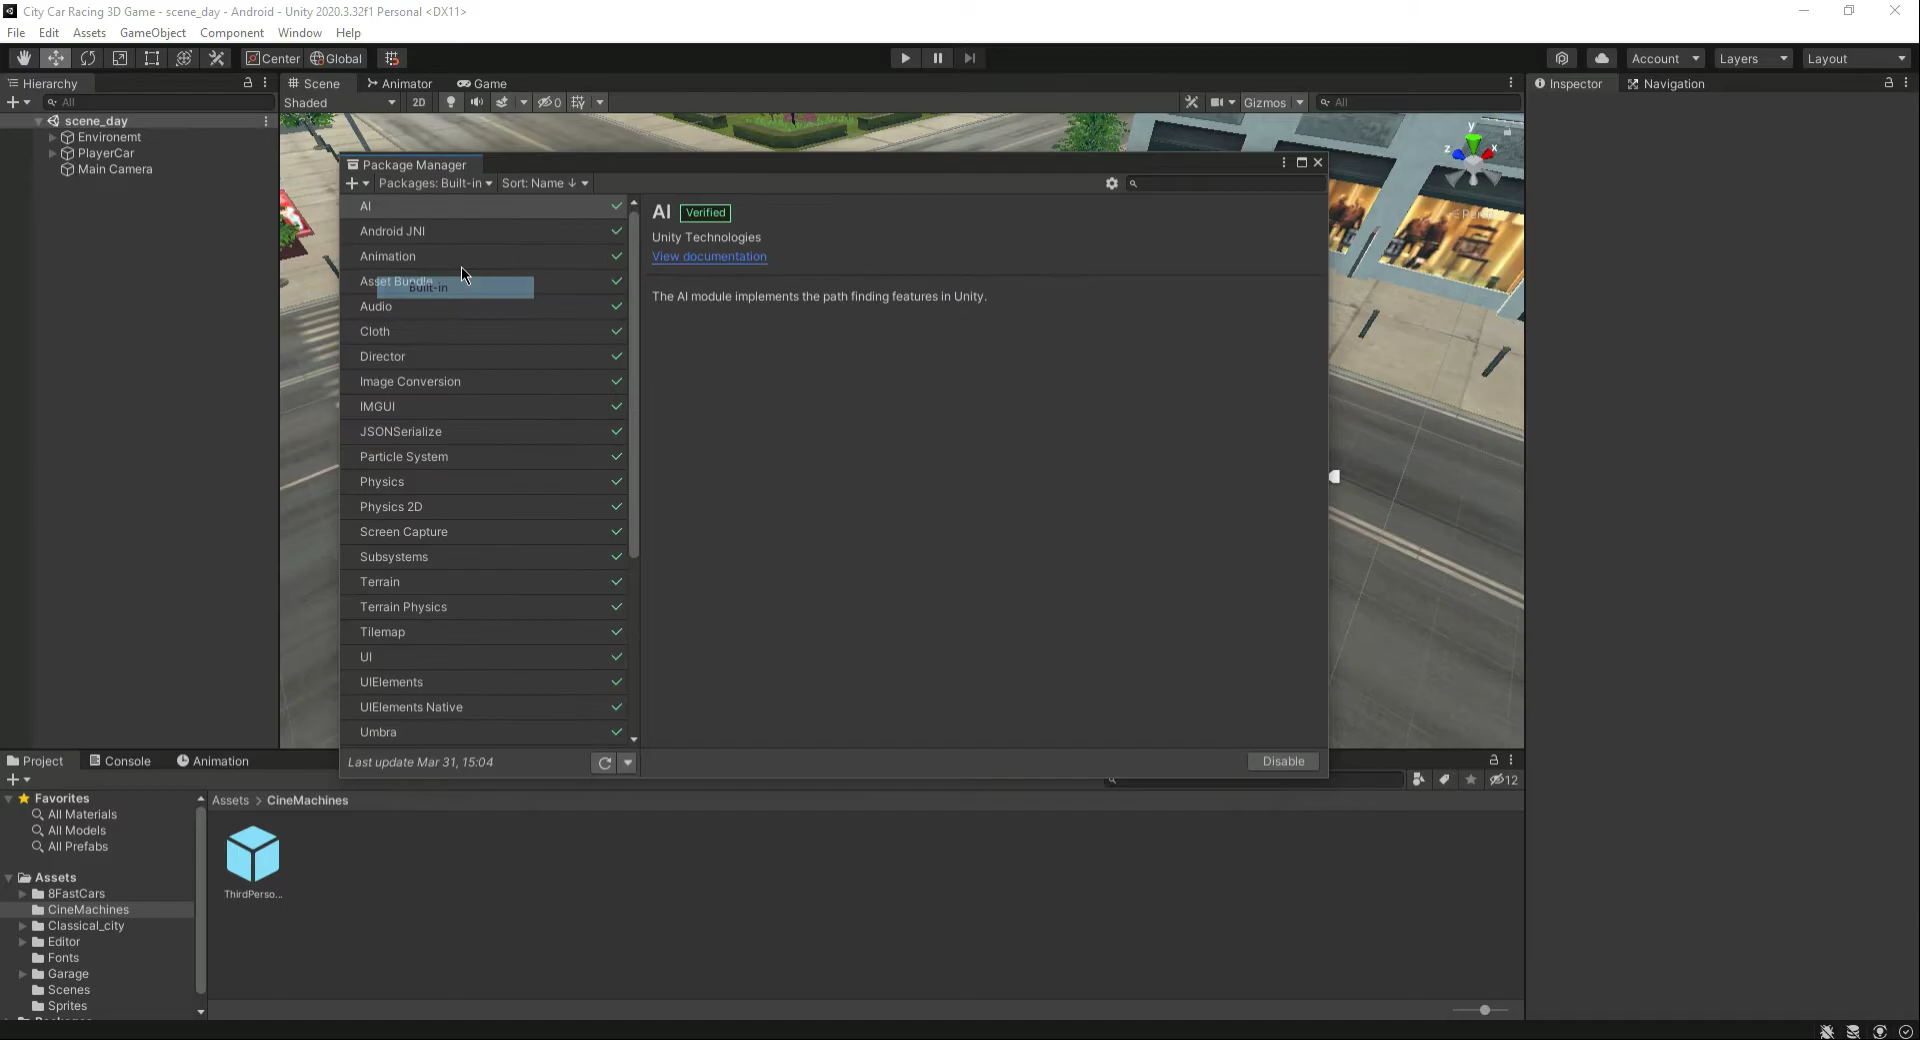 City Car Racing 3D Game - scene_day - Android - Unity 2020.3.32f1 Personal <DX11>
File Edit Assets GameObject Component Window Help
Center Global
Account Layers Layout
Hierarchy
Scene Animator Game
Inspector Navigation
All
Shaded 2D 0 Gizmos All
scene_day
Environemt
PlayerCar
Main Camera
y
z x
Package Manager
Packages: Built-in Sort: Name ↓
AI
Android JNI
Animation
Asset Bundle
Built-in
Audio
Cloth
Director
Image Conversion
IMGUI
JSONSerialize
Particle System
Physics
Physics 2D
Screen Capture
Subsystems
Terrain
Terrain Physics
Tilemap
UI
UIElements
UIElements Native
Umbra
Last update Mar 31, 15:04
AI Verified
Unity Technologies
View documentation
The AI module implements the path finding features in Unity.
Disable
Project Console Animation
12
Favorites
All Materials
All Models
All Prefabs
Assets
8FastCars
CineMachines
Classical_city
Editor
Fonts
Garage
Scenes
Sprites
Assets > CineMachines
ThirdPerso...